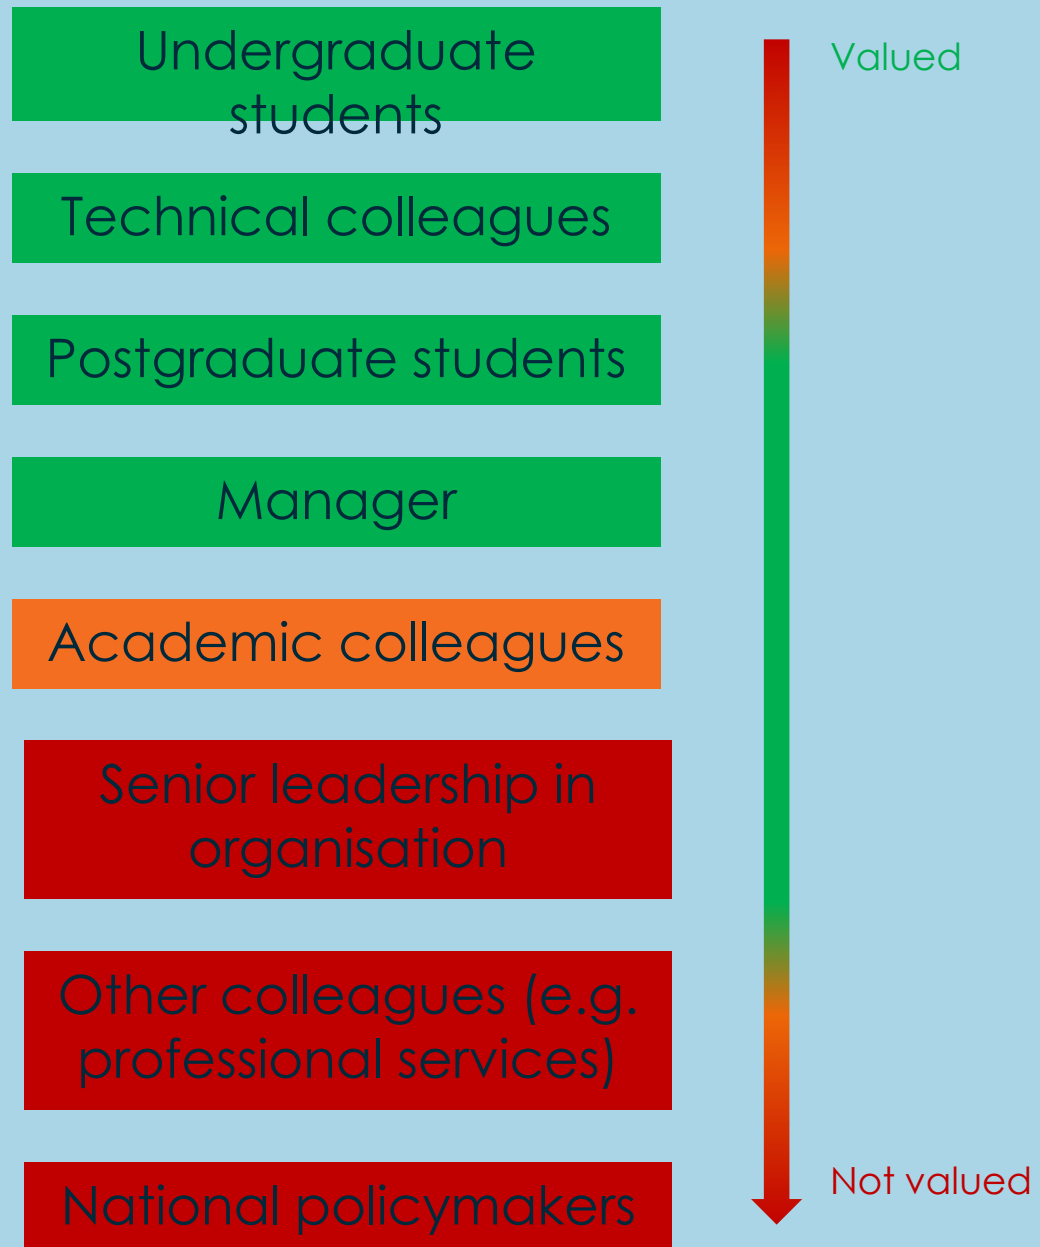 Undergraduate
students
Valued
Technical colleagues
Postgraduate students
Manager
Academic colleagues
Senior leadership in
organisation
Other colleagues (e.g.
professional services)
National policymakers
Not valued